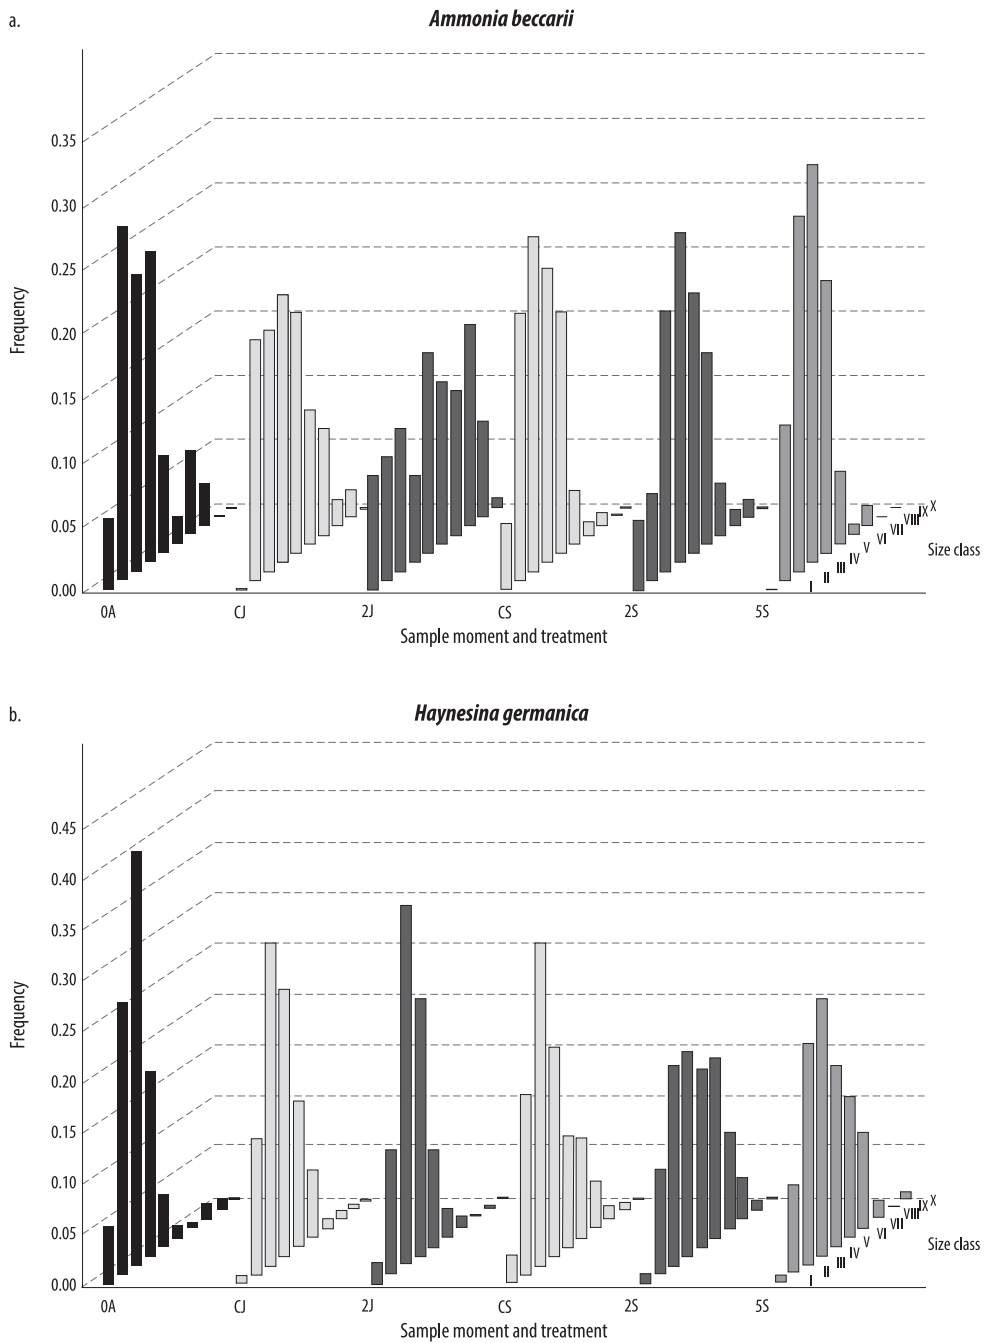 a.
Ammonia beccarii
0.35
0.30
0.25
0.20
0.15
0.10
0.05
0.00
Frequency
0A CJ 2J CS 2S 5S
Sample moment and treatment
I II III IV V VI VII VIII IX X
Size class
b.
Haynesina germanica
0.45
0.40
0.35
0.30
0.25
0.20
0.15
0.10
0.05
0.00
Frequency
0A CJ 2J CS 2S 5S
Sample moment and treatment
I II III IV V VI VII VIII IX X
Size class